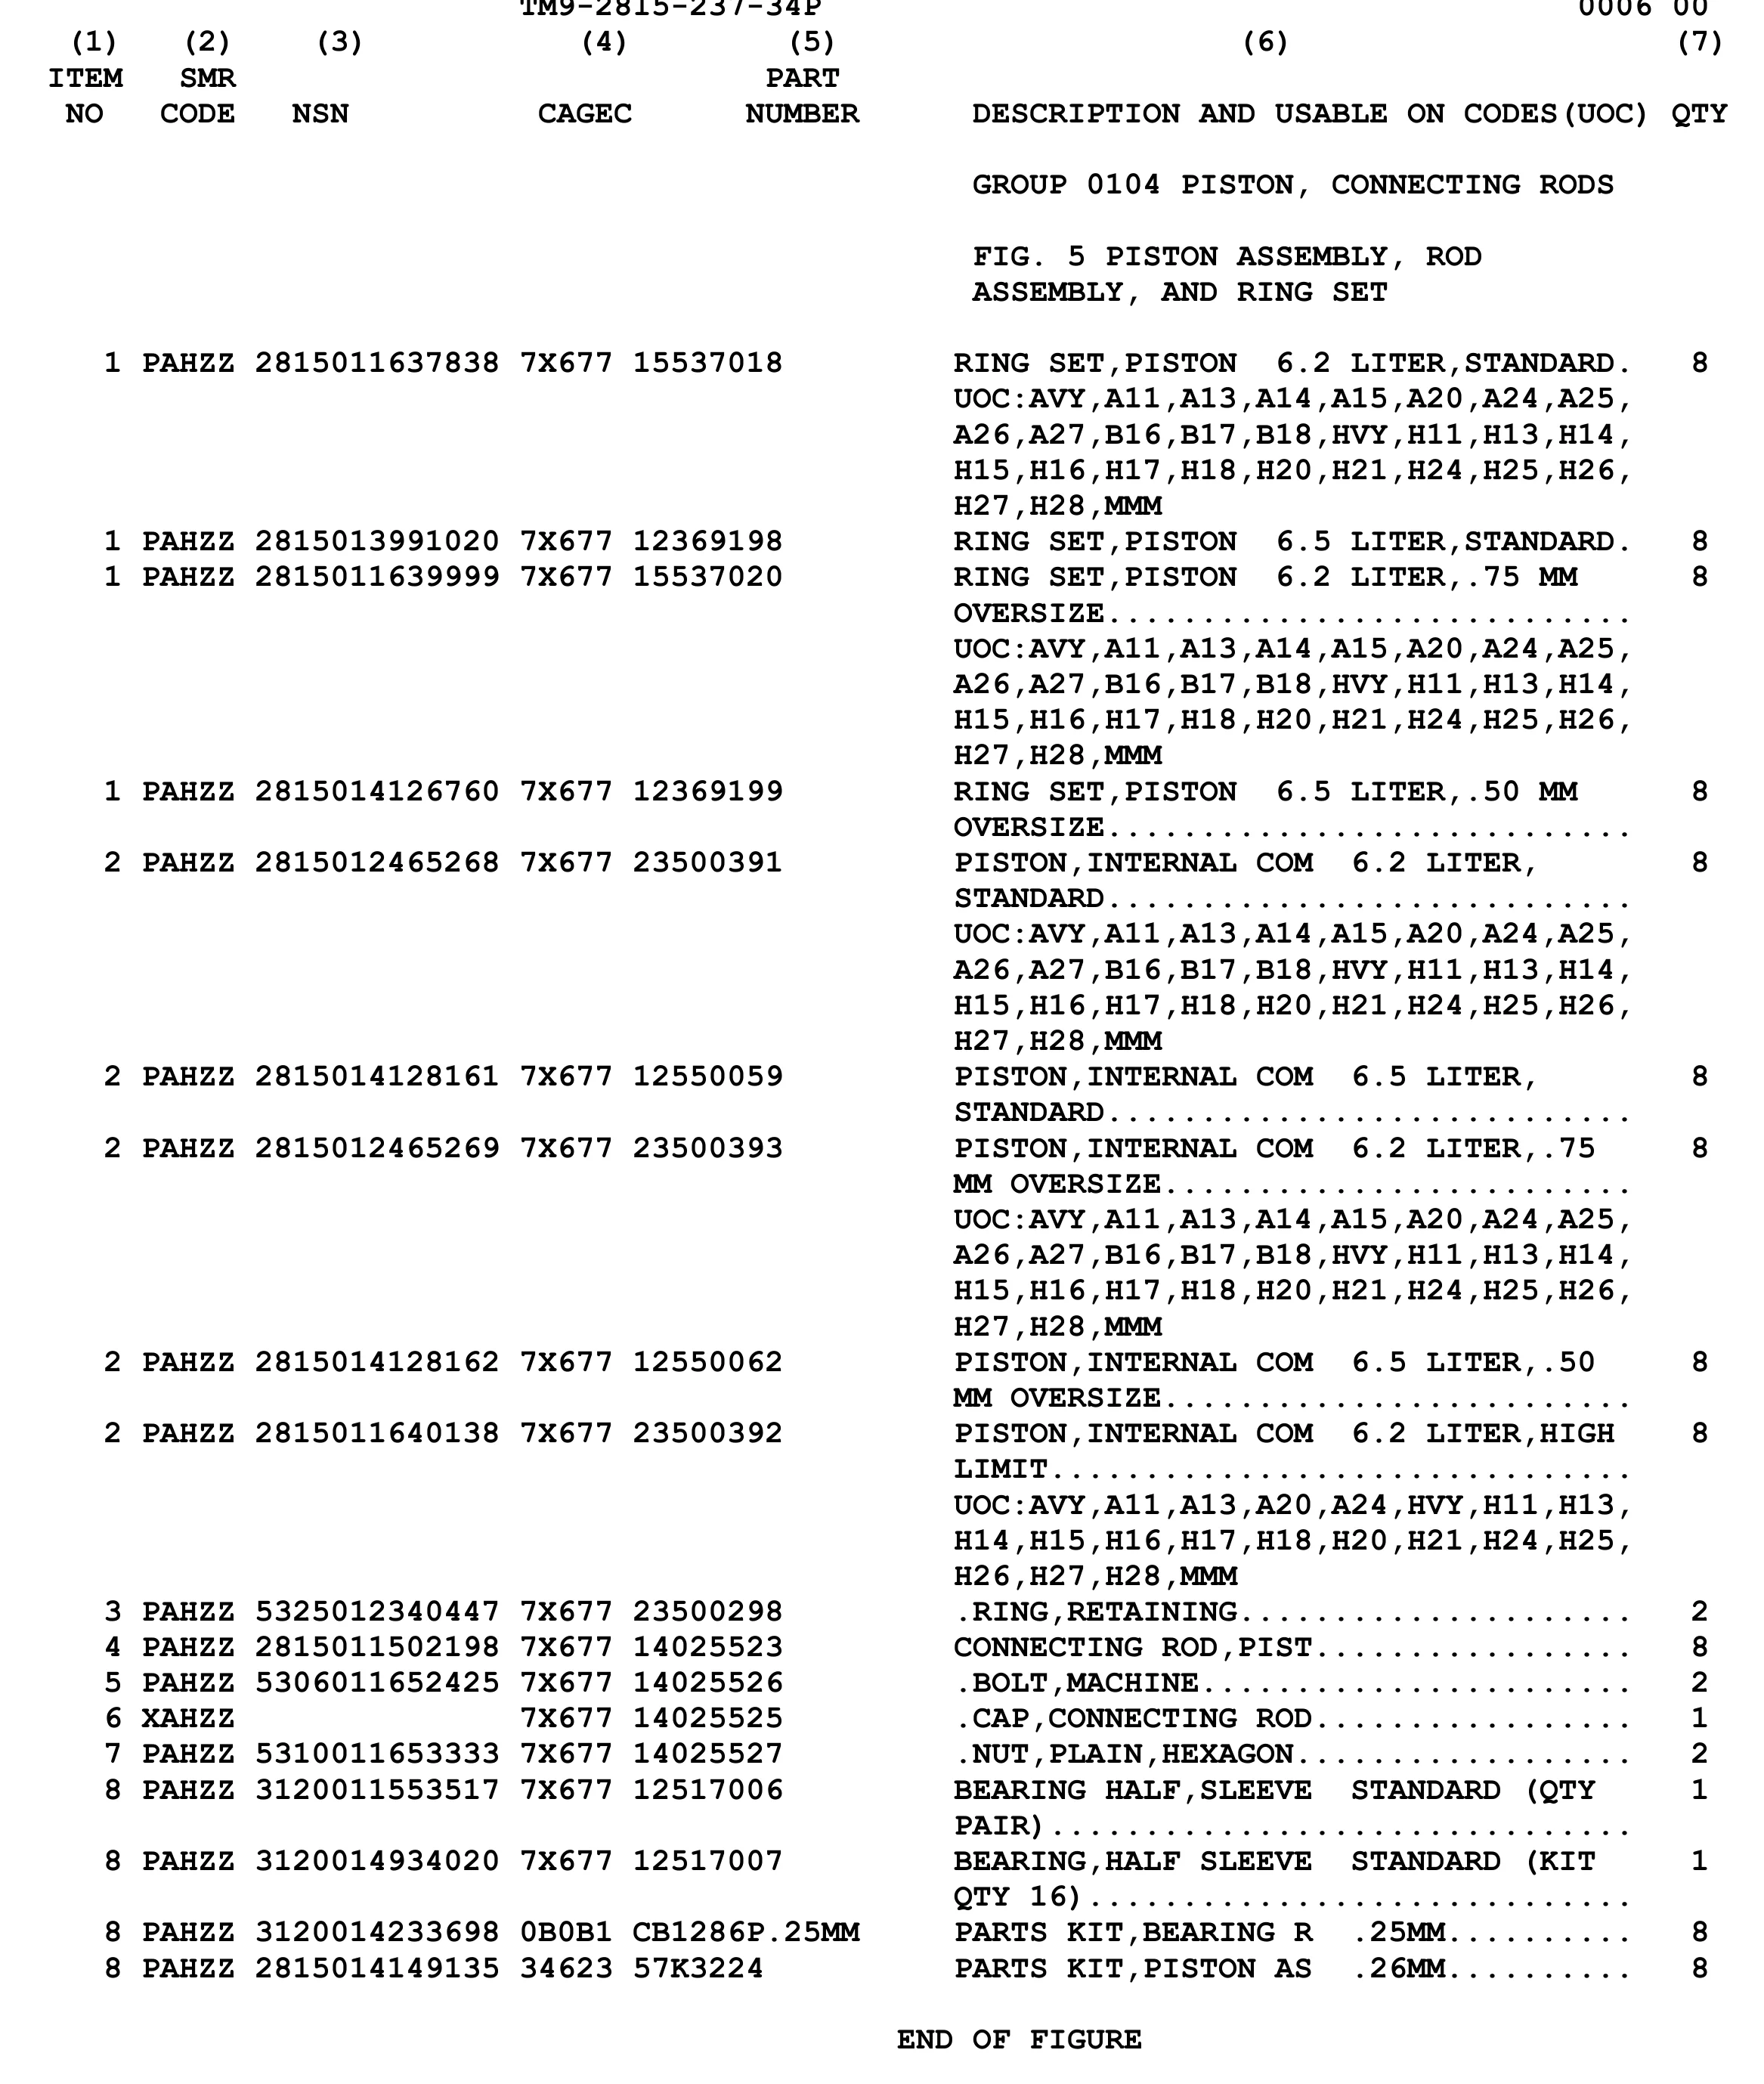 TM9-2815-237-34P 0006 00
(1) (2) (3) (4) (5) (6) (7)
ITEM SMR PART
NO CODE NSN CAGEC NUMBER DESCRIPTION AND USABLE ON CODES(UOC) QTY
GROUP 0104 PISTON, CONNECTING RODS
FIG. 5 PISTON ASSEMBLY, ROD
ASSEMBLY, AND RING SET
1 PAHZZ 2815011637838 7X677 15537018 RING SET,PISTON 6.2 LITER,STANDARD. 8
UOC:AVY,A11,A13,A14,A15,A20,A24,A25,
A26,A27,B16,B17,B18,HVY,H11,H13,H14,
H15,H16,H17,H18,H20,H21,H24,H25,H26,
H27,H28,MMM
1 PAHZZ 2815013991020 7X677 12369198 RING SET,PISTON 6.5 LITER,STANDARD. 8
1 PAHZZ 2815011639999 7X677 15537020 RING SET,PISTON 6.2 LITER,.75 MM 8
OVERSIZE............................
UOC:AVY,A11,A13,A14,A15,A20,A24,A25,
A26,A27,B16,B17,B18,HVY,H11,H13,H14,
H15,H16,H17,H18,H20,H21,H24,H25,H26,
H27,H28,MMM
1 PAHZZ 2815014126760 7X677 12369199 RING SET,PISTON 6.5 LITER,.50 MM 8
OVERSIZE............................
2 PAHZZ 2815012465268 7X677 23500391 PISTON,INTERNAL COM 6.2 LITER, 8
STANDARD............................
UOC:AVY,A11,A13,A14,A15,A20,A24,A25,
A26,A27,B16,B17,B18,HVY,H11,H13,H14,
H15,H16,H17,H18,H20,H21,H24,H25,H26,
H27,H28,MMM
2 PAHZZ 2815014128161 7X677 12550059 PISTON,INTERNAL COM 6.5 LITER, 8
STANDARD............................
2 PAHZZ 2815012465269 7X677 23500393 PISTON,INTERNAL COM 6.2 LITER,.75 8
MM OVERSIZE.........................
UOC:AVY,A11,A13,A14,A15,A20,A24,A25,
A26,A27,B16,B17,B18,HVY,H11,H13,H14,
H15,H16,H17,H18,H20,H21,H24,H25,H26,
H27,H28,MMM
2 PAHZZ 2815014128162 7X677 12550062 PISTON,INTERNAL COM 6.5 LITER,.50 8
MM OVERSIZE.........................
2 PAHZZ 2815011640138 7X677 23500392 PISTON,INTERNAL COM 6.2 LITER,HIGH 8
LIMIT...............................
UOC:AVY,A11,A13,A20,A24,HVY,H11,H13,
H14,H15,H16,H17,H18,H20,H21,H24,H25,
H26,H27,H28,MMM
3 PAHZZ 5325012340447 7X677 23500298 .RING,RETAINING..................... 2
4 PAHZZ 2815011502198 7X677 14025523 CONNECTING ROD,PIST................. 8
5 PAHZZ 5306011652425 7X677 14025526 .BOLT,MACHINE....................... 2
6 XAHZZ 7X677 14025525 .CAP,CONNECTING ROD................. 1
7 PAHZZ 5310011653333 7X677 14025527 .NUT,PLAIN,HEXAGON.................. 2
8 PAHZZ 3120011553517 7X677 12517006 BEARING HALF,SLEEVE STANDARD (QTY 1
PAIR)...............................
8 PAHZZ 3120014934020 7X677 12517007 BEARING,HALF SLEEVE STANDARD (KIT 1
QTY 16).............................
8 PAHZZ 3120014233698 0B0B1 CB1286P.25MM PARTS KIT,BEARING R .25MM.......... 8
8 PAHZZ 2815014149135 34623 57K3224 PARTS KIT,PISTON AS .26MM.......... 8
END OF FIGURE